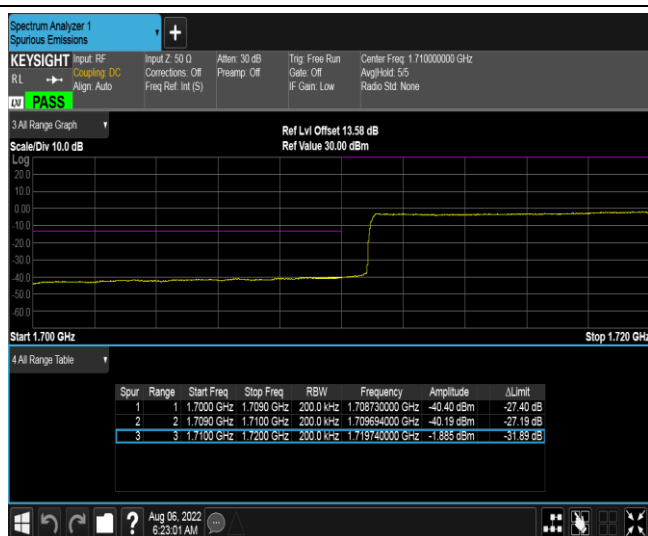 Spectrum Analyzer 1
Spurious Emissions
+
KEYSIGHT Input: RF Input Z: 50 Ω Atten: 30 dB Trig: Free Run Center Freq: 1.710000000 GHz
RL Coupling: DC Corrections: Off Preamp: Off Gate: Off Avg|Hold: 5/5
Align: Auto Freq Ref: Int (S) IF Gain: Low Radio Std: None
LXI PASS
3 All Range Graph
Ref Lvl Offset 13.58 dB
Scale/Div 10.0 dB Ref Value 30.00 dBm
Log
20.0
10.0
0.00
-10.0
-20.0
-30.0
-40.0
-50.0
-60.0
Start 1.700 GHz Stop 1.720 GHz
4 All Range Table
Spur Range Start Freq Stop Freq RBW Frequency Amplitude ΔLimit
1 1 1.7000 GHz 1.7090 GHz 200.0 kHz 1.708730000 GHz -40.40 dBm -27.40 dB
2 2 1.7090 GHz 1.7100 GHz 200.0 kHz 1.709694000 GHz -40.19 dBm -27.19 dB
3 3 1.7100 GHz 1.7200 GHz 200.0 kHz 1.719740000 GHz -1.885 dBm -31.89 dB
? Aug 06, 2022
6:23:01 AM